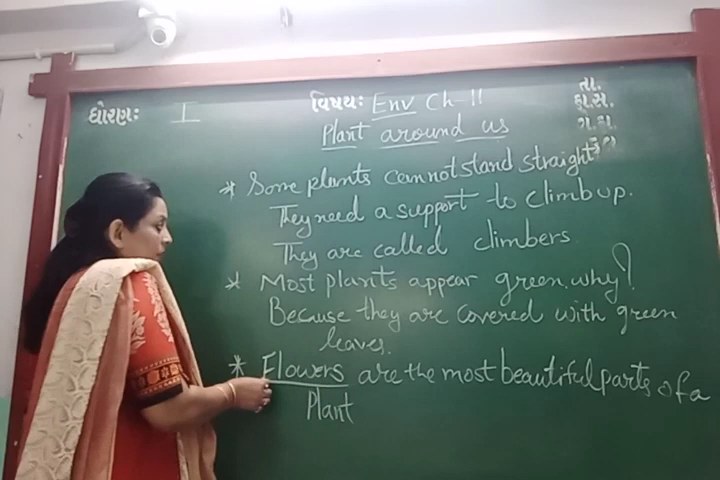 ધોરણઃ I
વિષયઃ Env Ch-11
Plant around us
તા.
* Some plants cannot stand straight
They need a support to climb up.
They are called climbers
* Most plants appear green. why?
Because they are covered with green
leaves.
* Flowers are the most beautiful parts of a
Plant